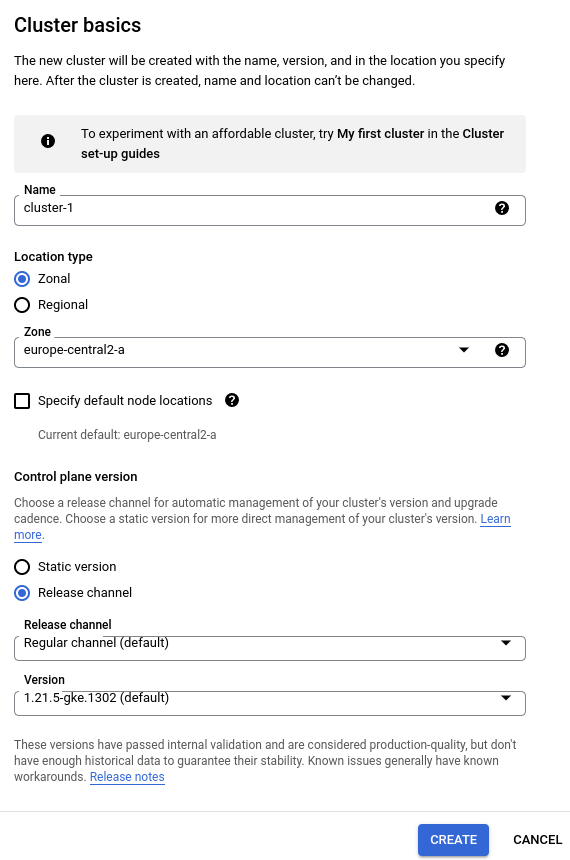 Cluster basics
The new cluster will be created with the name, version, and in the location you specify
here. After the cluster is created, name and location can't be changed.
To experiment with an affordable cluster, try My first cluster in the Cluster
set-up guides
Name
cluster-1
Location type
Zonal
Regional
Zone
europe-central2-a
Specify default node locations
Current default: europe-central2-a
Control plane version
Choose a release channel for automatic management of your cluster's version and upgrade
cadence. Choose a static version for more direct management of your cluster's version. Learn
more.
Static version
Release channel
Release channel
Regular channel (default)
Version
1.21.5-gke.1302 (default)
These versions have passed internal validation and are considered production-quality, but don't
have enough historical data to guarantee their stability. Known issues generally have known
workarounds. Release notes
CREATE CANCEL